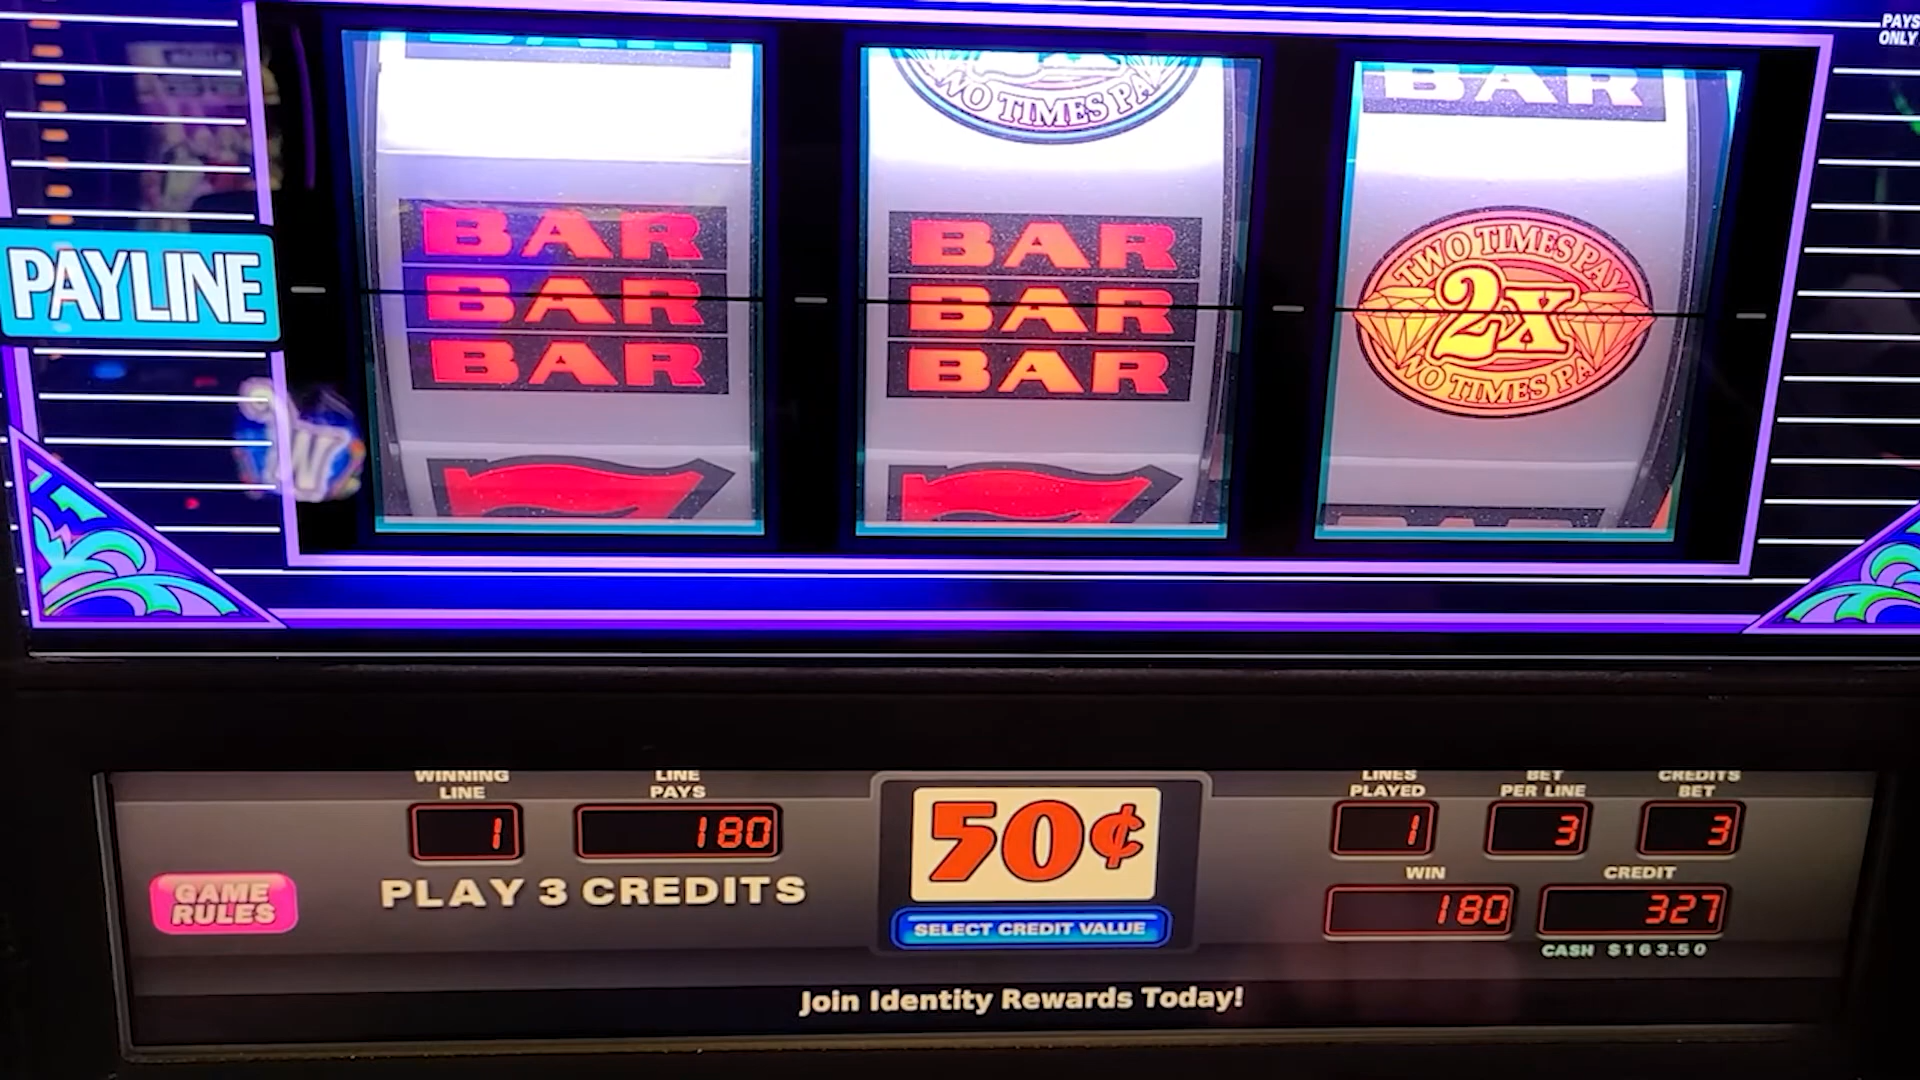 PAYS
ONLY
BAR
TWO TIMES PAY
BAR
BAR
BAR
BAR
BAR
BAR
BAR
TWO TIMES PAY
2X
TWO TIMES PAY
PAYLINE
7
7
W
WINNING
LINE
1
LINE
PAYS
180
GAME
RULES
PLAY 3 CREDITS
50¢
SELECT CREDIT VALUE
LINES
PLAYED
1
BET
PER LINE
3
CREDITS
BET
3
WIN
180
CREDIT
327
CASH $163.50
Join Identity Rewards Today!